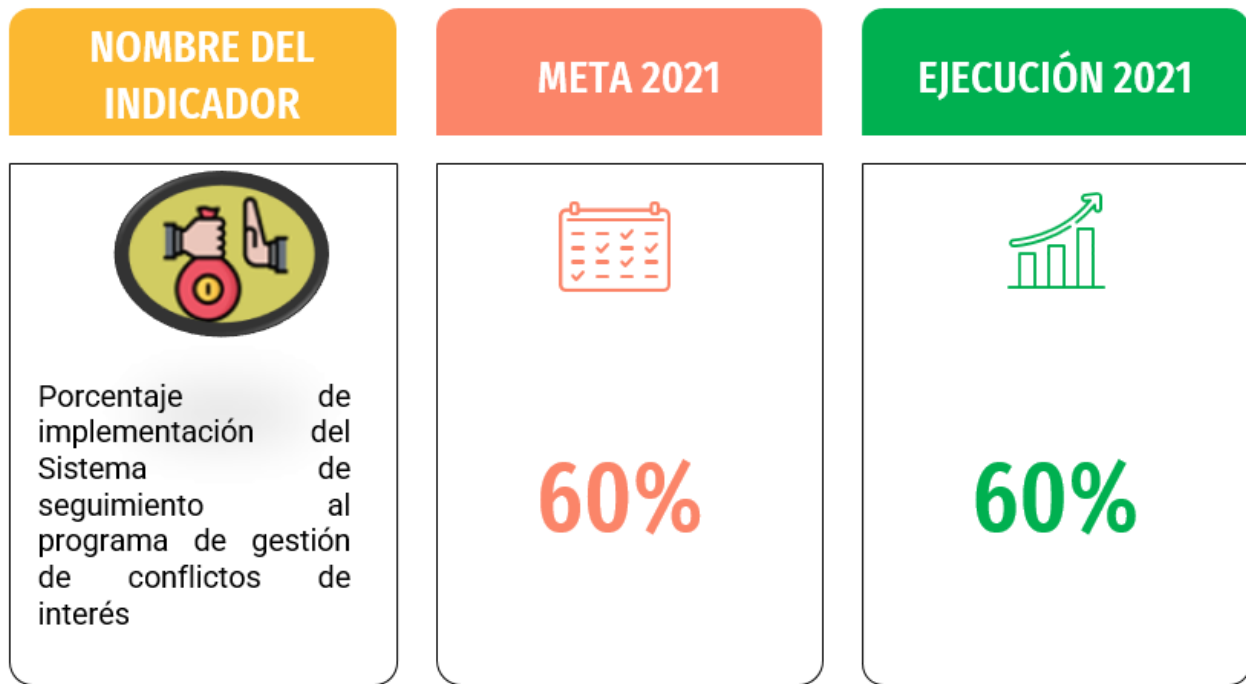 NOMBRE DEL
INDICADOR
META 2021
EJECUCIÓN 2021
Porcentaje de
implementación del
Sistema de
seguimiento al
programa de gestión
de conflictos de
interés
60%
60%